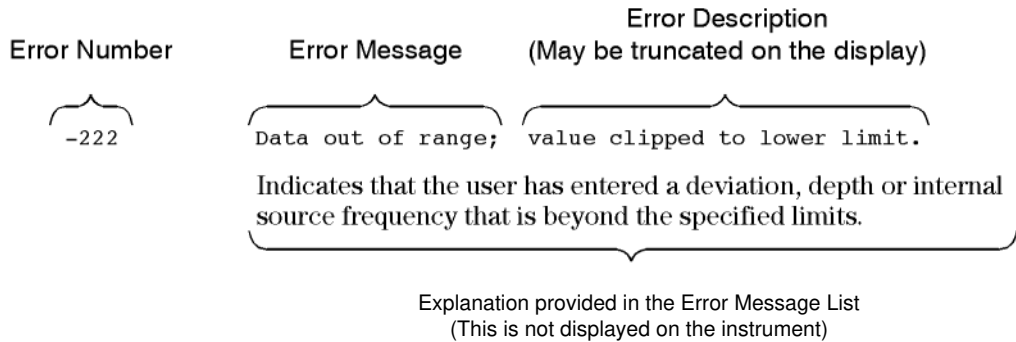 Error Number
Error Message
Error Description
(May be truncated on the display)
-222
Data out of range;
value clipped to lower limit.
Indicates that the user has entered a deviation, depth or internal
source frequency that is beyond the specified limits.
Explanation provided in the Error Message List
(This is not displayed on the instrument)